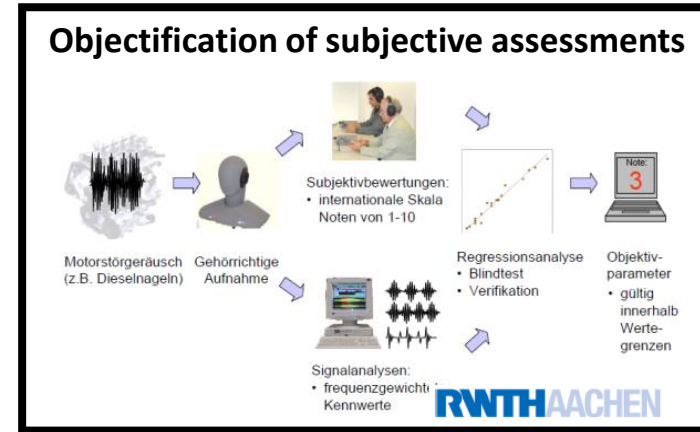 Objectification of subjective assessments
Motorstörgeräusch
(z.B. Dieselnageln)
Gehörrichtige
Aufnahme
Subjektivbewertungen:
• internationale Skala
Noten von 1-10
Signalanalysen:
• frequenzgewichtete
Kennwerte
Regressionsanalyse
• Blindtest
• Verifikation
Note:
3
Objektiv-
parameter
• gültig
innerhalb
Werte-
grenzen
RWTHAACHEN